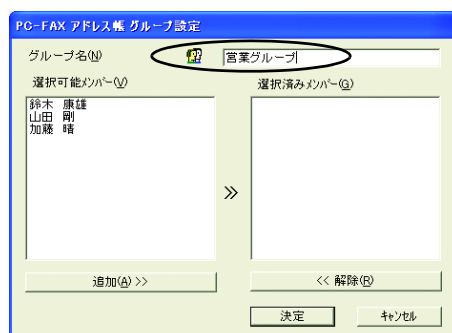 PC-FAX アドレス帳 グループ設定
グループ名(N) 営業グループ
選択可能メンバー(V) 選択済みメンバー(G)
鈴木 康雄
山田 剛
加藤 晴
»
追加(A) >> << 解除(R)
決定 キャンセル